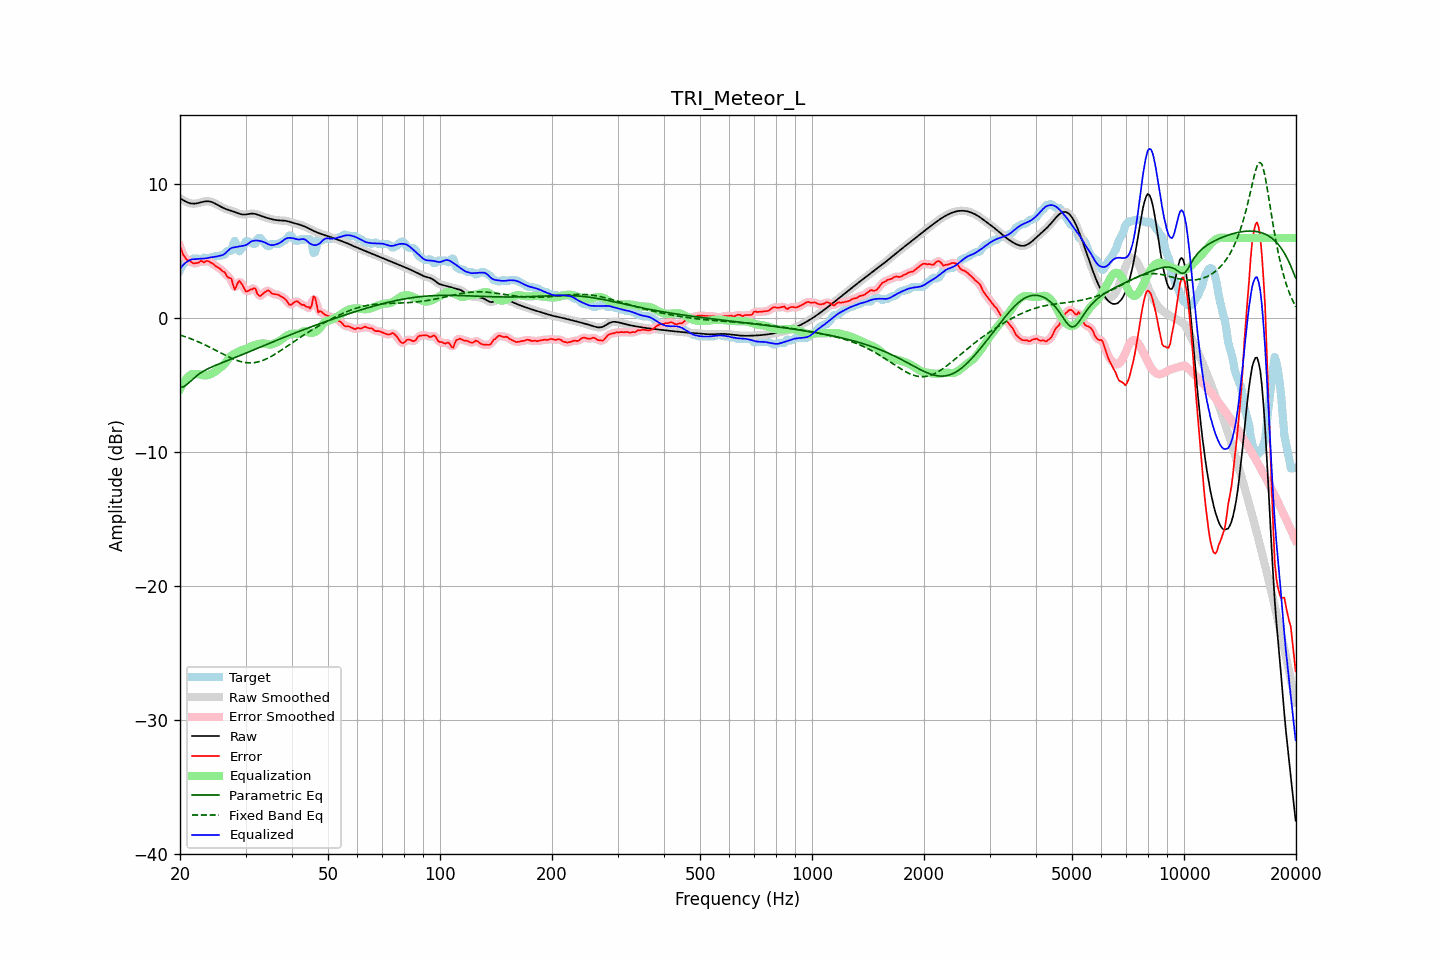 TRI_Meteor_L
10
0
−10
−20
−30
−40
Amplitude (dBr)
Target
Raw Smoothed
Error Smoothed
Raw
Error
Equalization
Parametric Eq
Fixed Band Eq
Equalized
20 50 100 200 500 1000 2000 5000 10000 20000
Frequency (Hz)